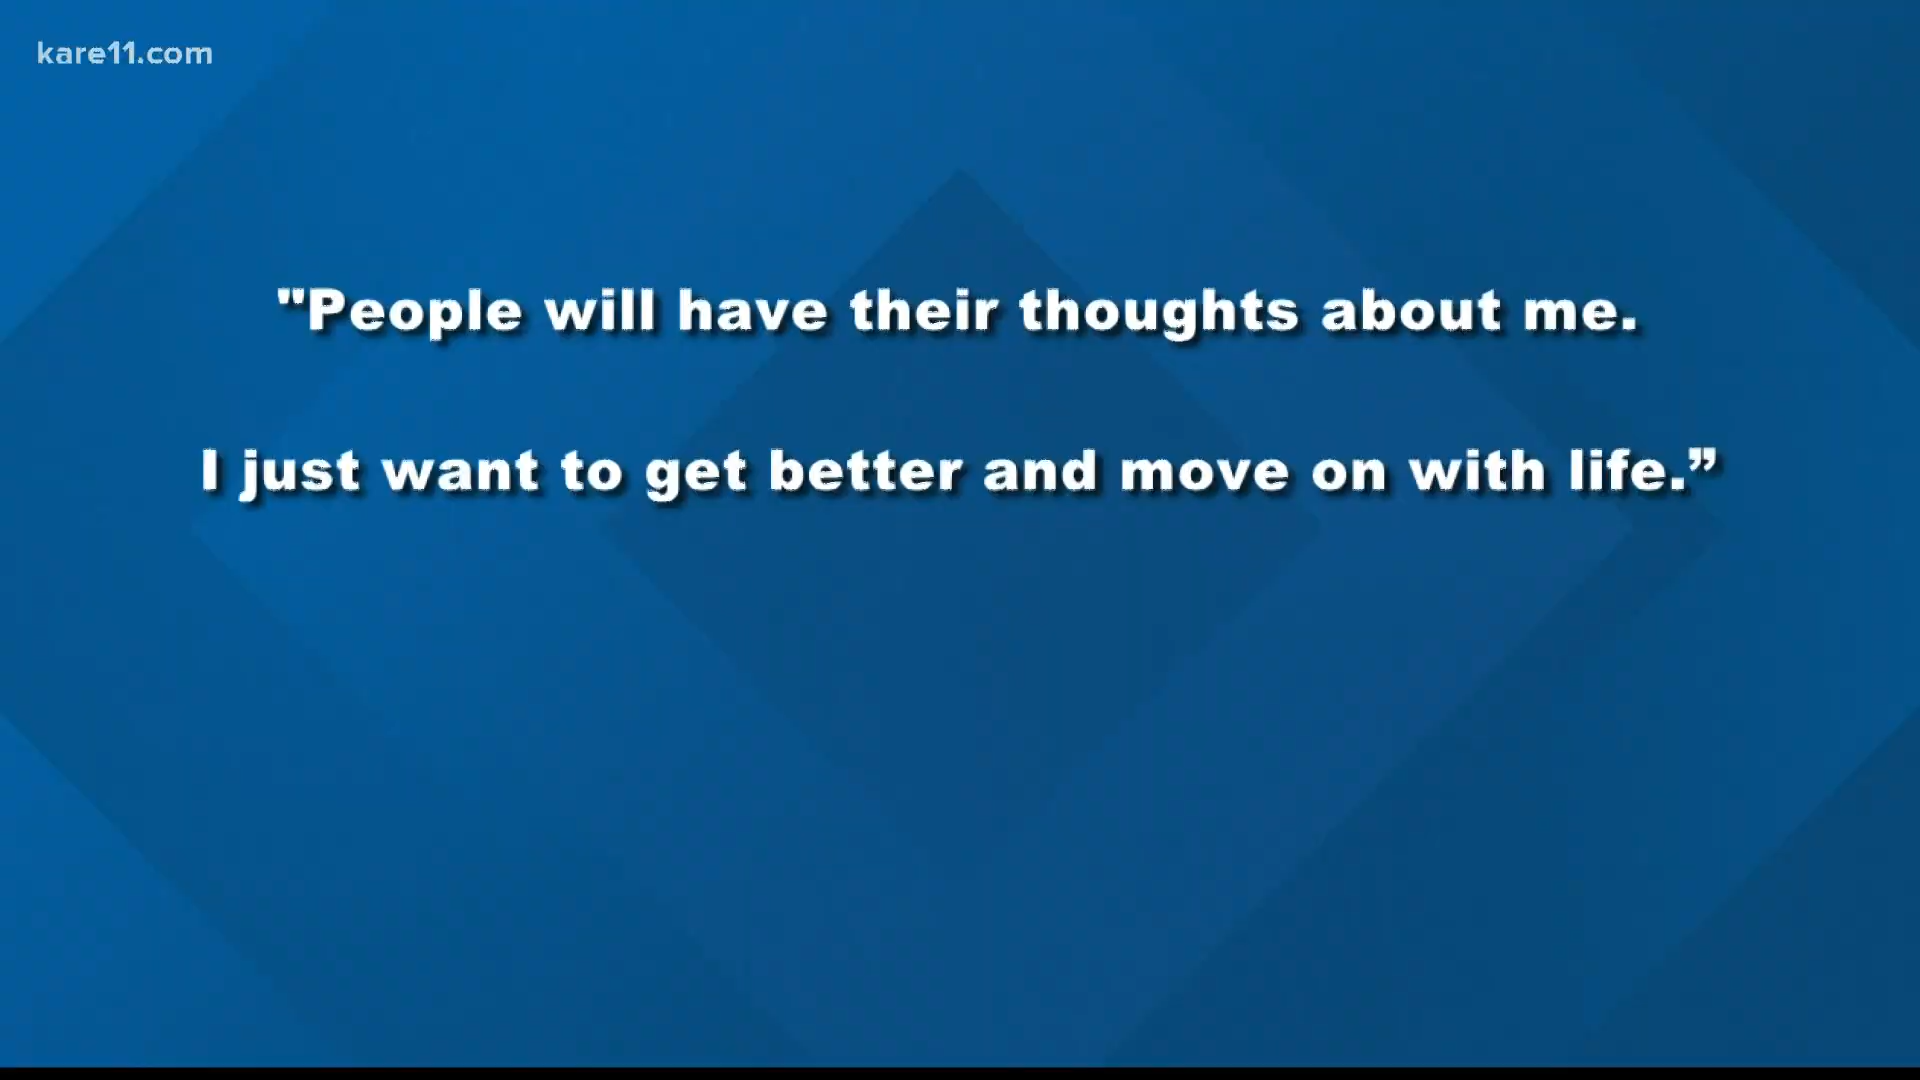 kare11.com
"People will have their thoughts about me.
I just want to get better and move on with life.”